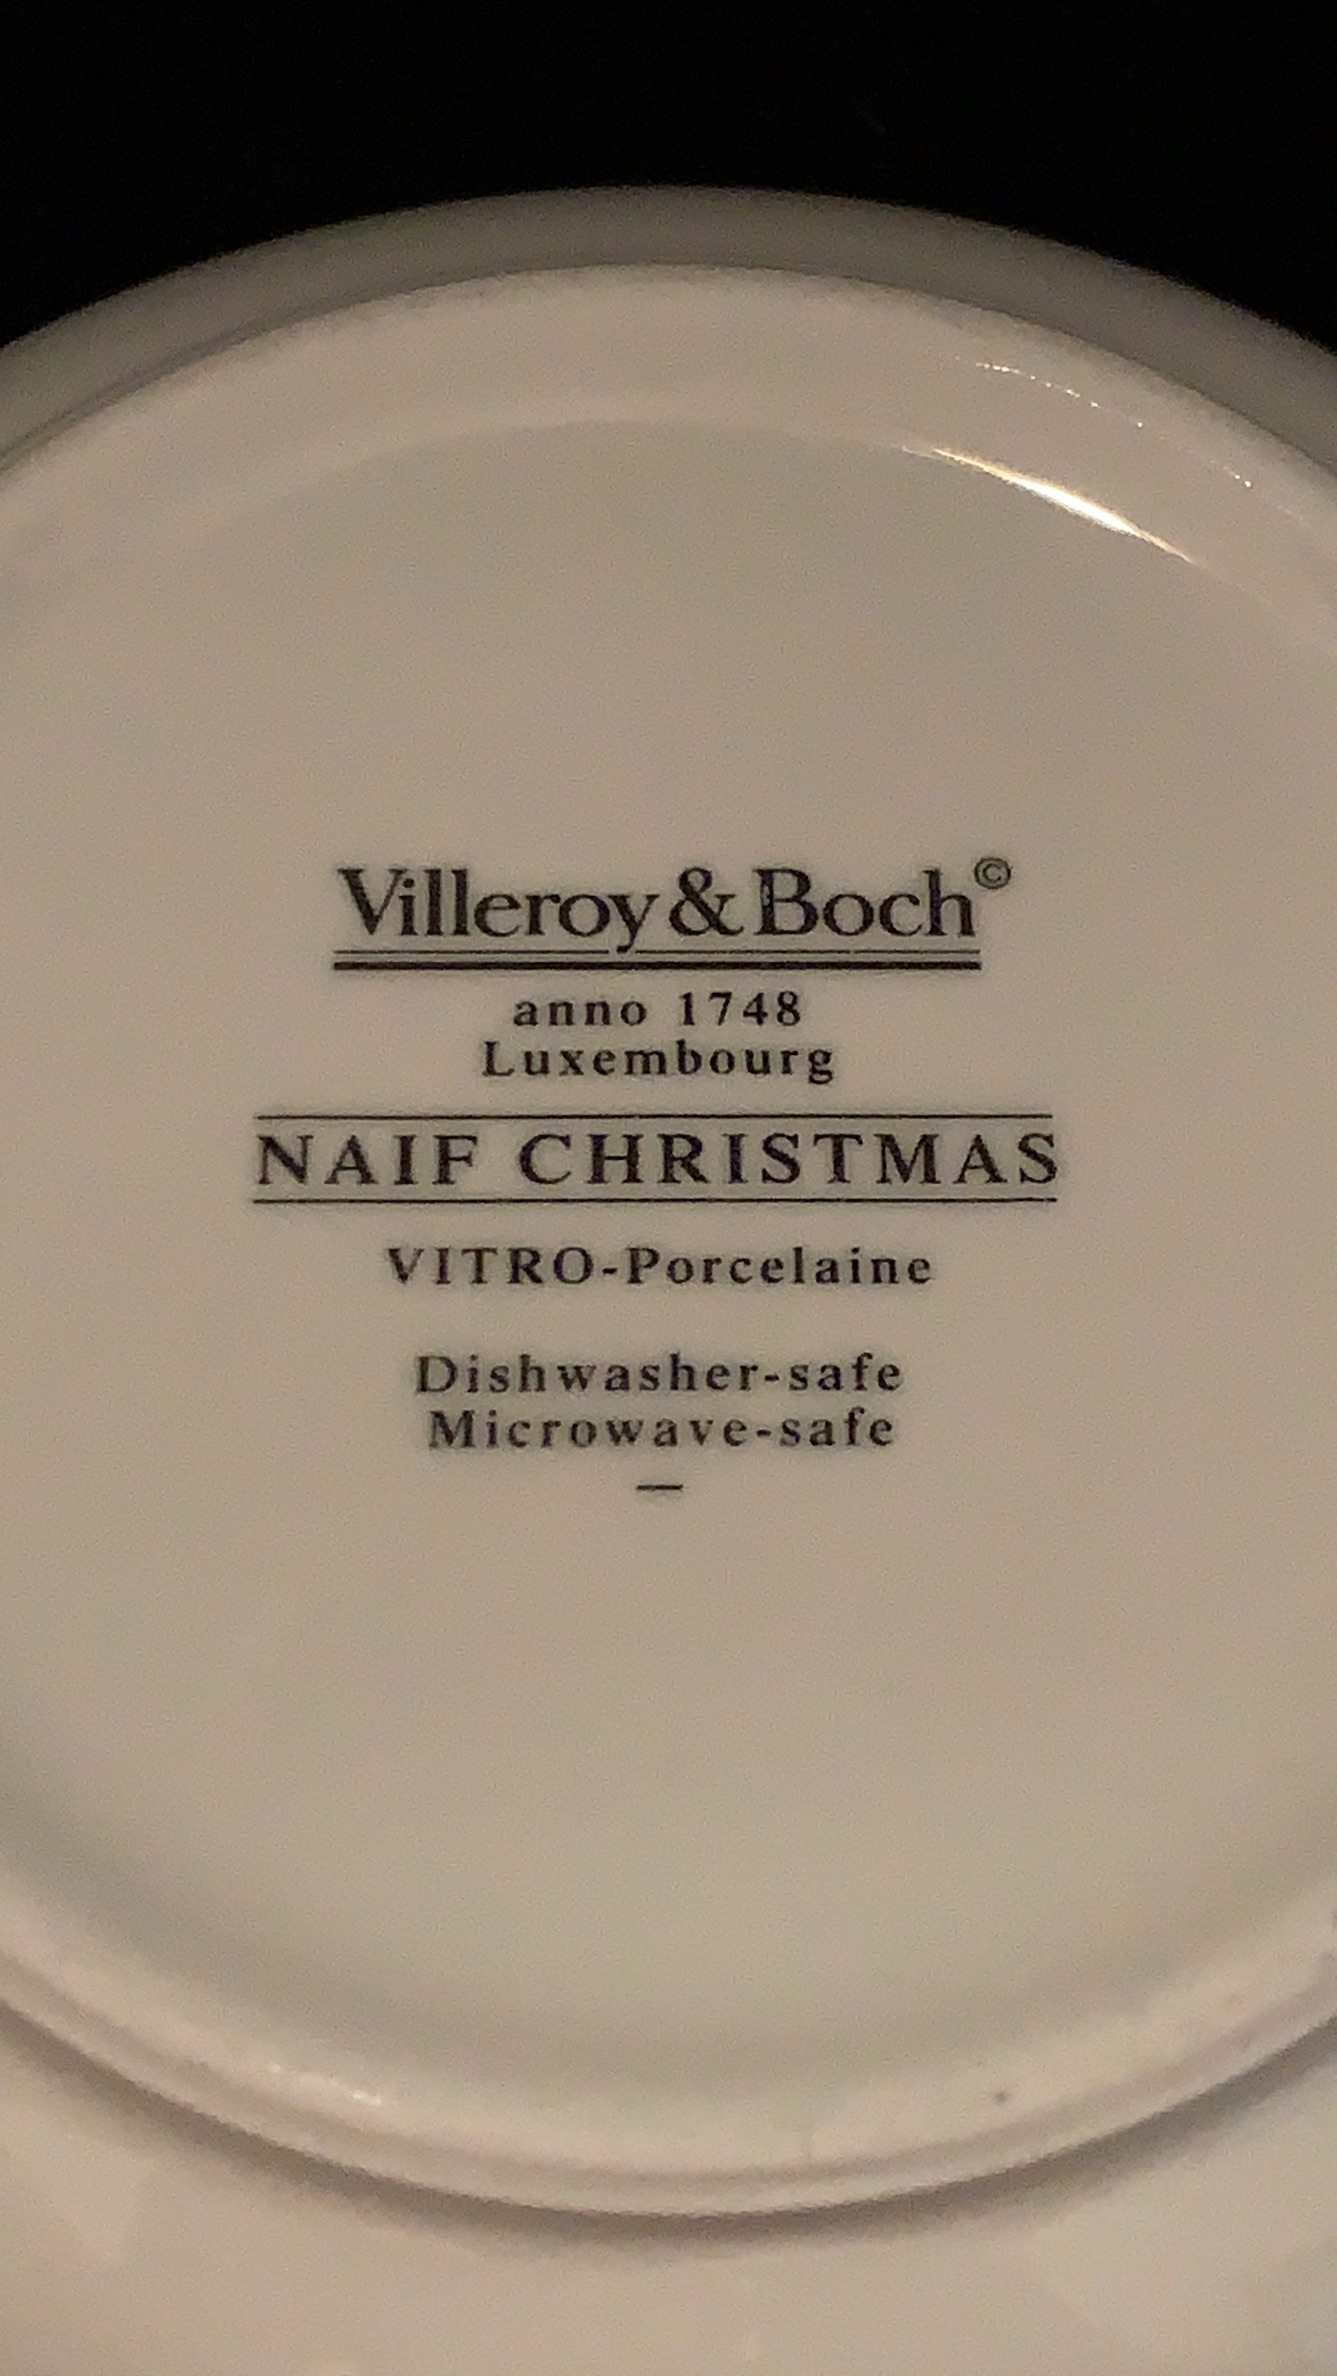 Villeroy & Boch©
anno 1748
Luxembourg
NAIF CHRISTMAS
VITRO-Porcelaine
Dishwasher-safe
Microwave-safe
—